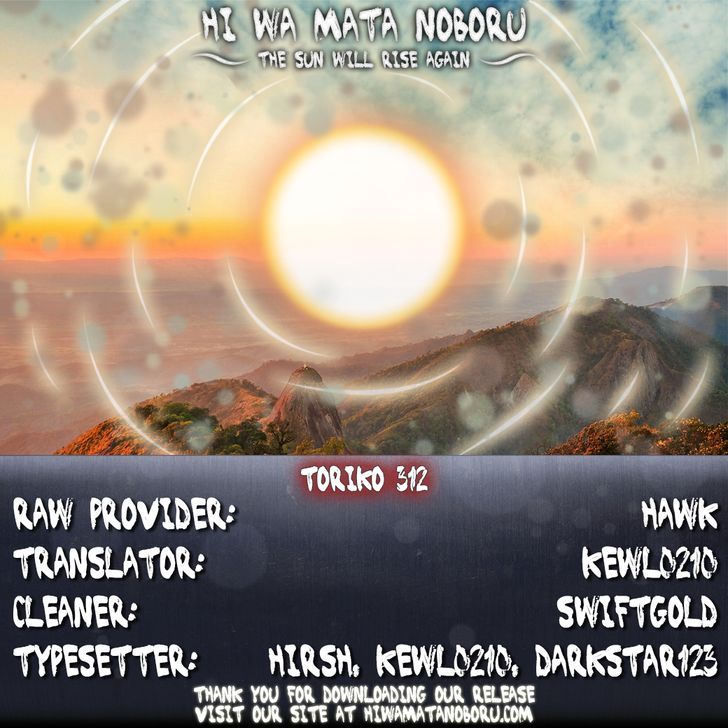 HI WA MATA NOBORU
THE SUN WILL RISE AGAIN
TORIKO 312
RAW PROVIDER: HAWK
TRANSLATOR: KEWL0210
CLEANER: SWIFTGOLD
TYPESETTER: HIRSH, KEWL0210, DARKSTAR123
THANK YOU FOR DOWNLOADING OUR RELEASE
VISIT OUR SITE AT HIWAMATANOBORU.COM